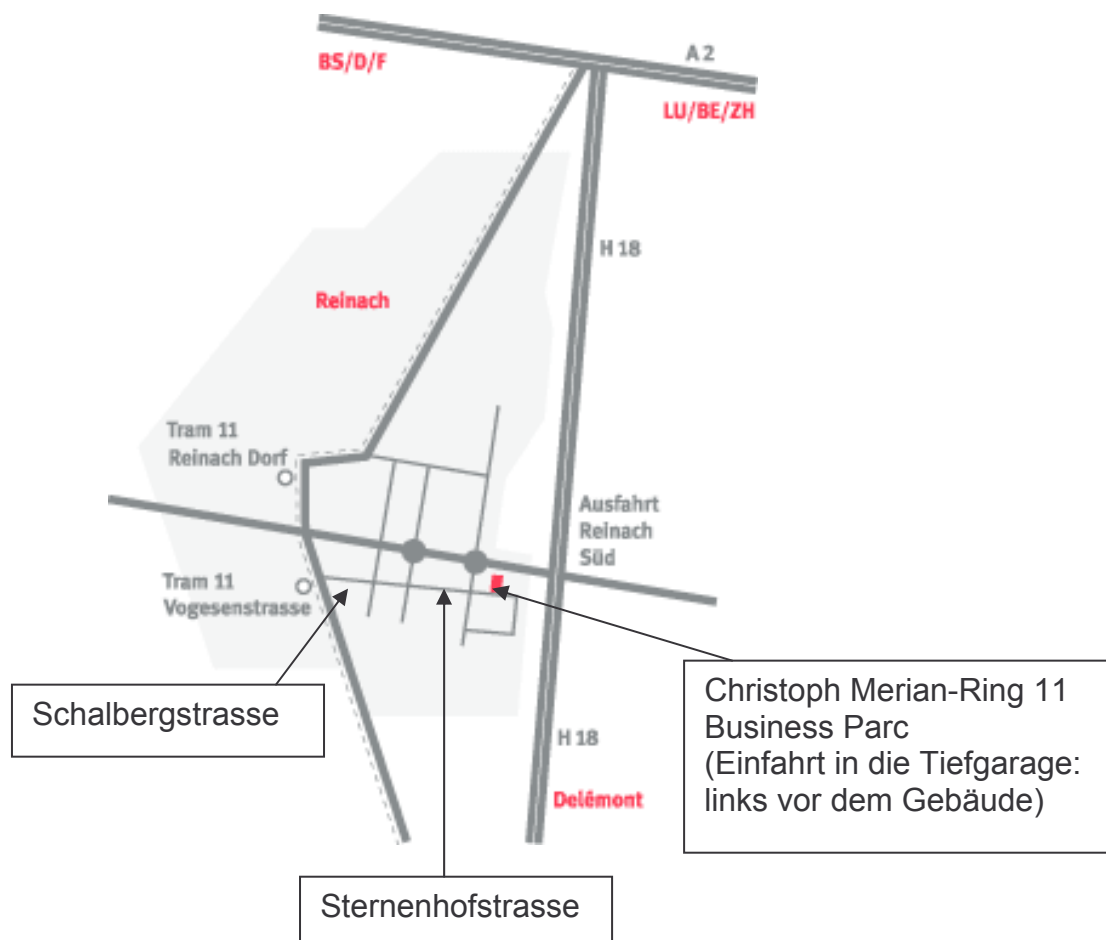 A 2
BS/D/F
LU/BE/ZH
H 18
Reinach
Tram 11
Reinach Dorf
Ausfahrt
Reinach
Süd
Tram 11
Vogesenstrasse
Schalbergstrasse
Christoph Merian-Ring 11
Business Parc
(Einfahrt in die Tiefgarage:
links vor dem Gebäude)
H 18
Delémont
Sternenhofstrasse